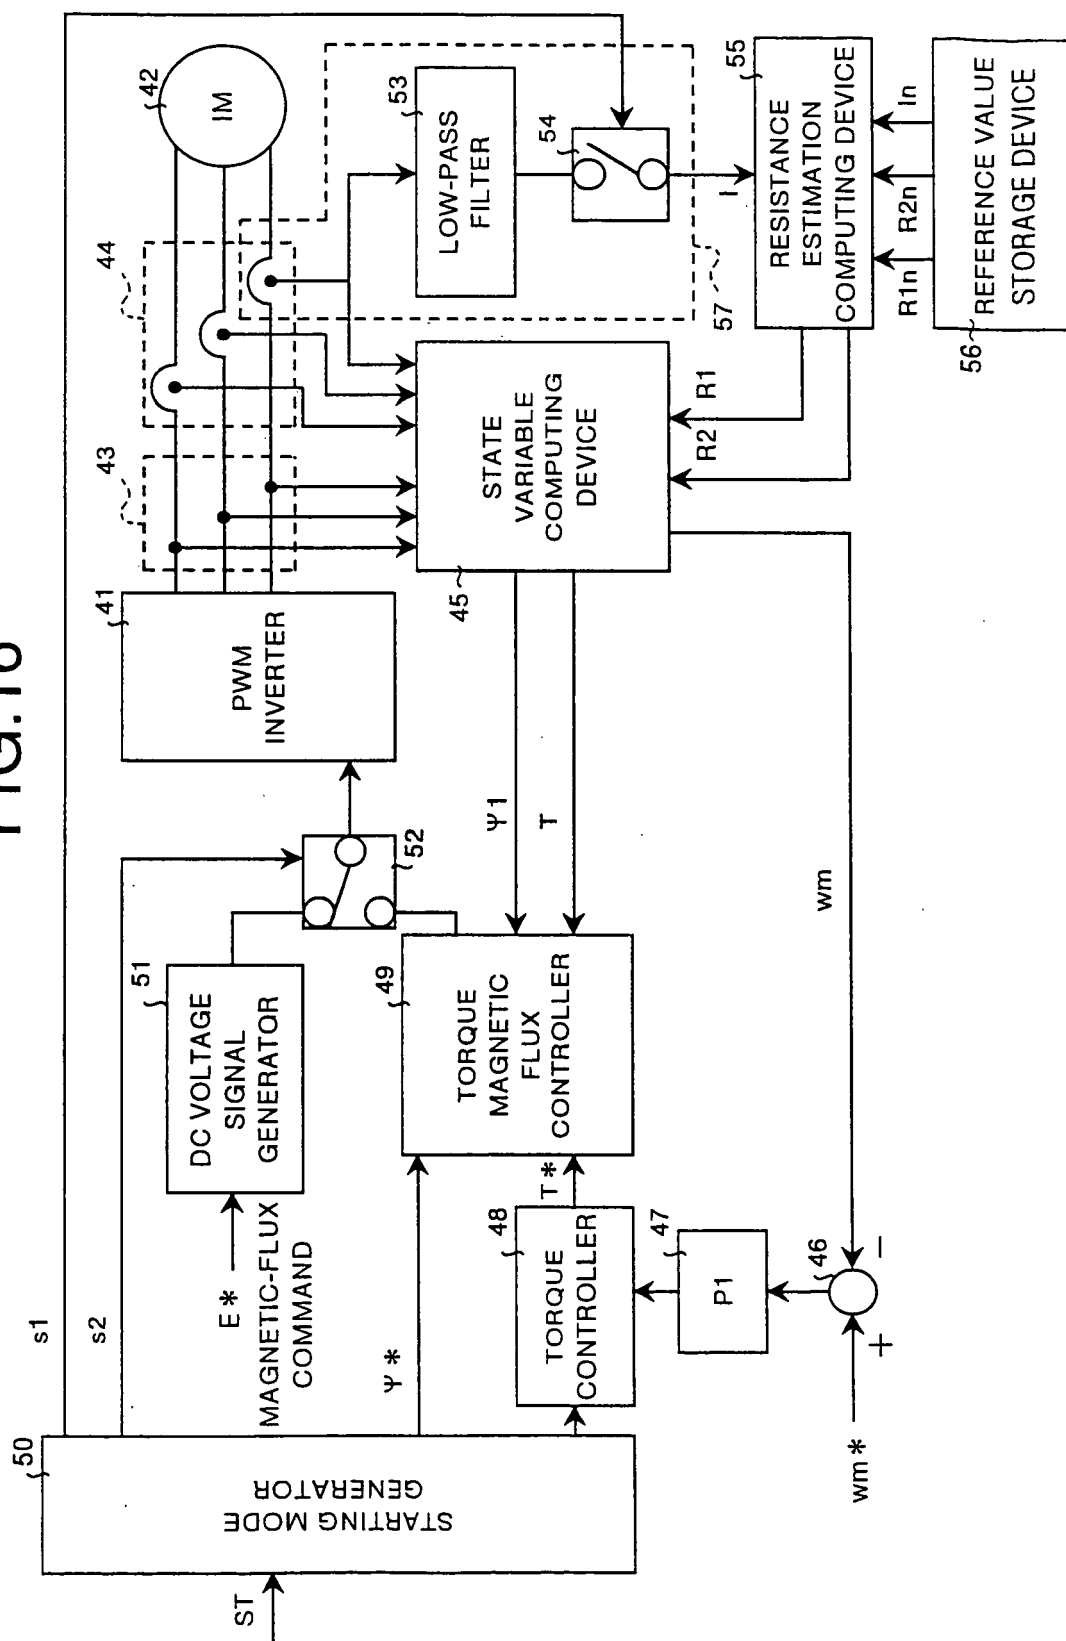 s1
s2
50
STARTING MODE
GENERATOR
ST
E*
MAGNETIC-FLUX
COMMAND
51
DC VOLTAGE
SIGNAL
GENERATOR
52
41
PWM
INVERTER
43
44
42
IM
53
LOW-PASS
FILTER
54
57
I
55
RESISTANCE
ESTIMATION
COMPUTING DEVICE
R1n
R2n
In
56
REFERENCE VALUE
STORAGE DEVICE
R1
R2
45
STATE
VARIABLE
COMPUTING
DEVICE
Ψ1
T
49
TORQUE
MAGNETIC
FLUX
CONTROLLER
Ψ*
T*
48
TORQUE
CONTROLLER
47
P1
46
+
−
wm*
wm